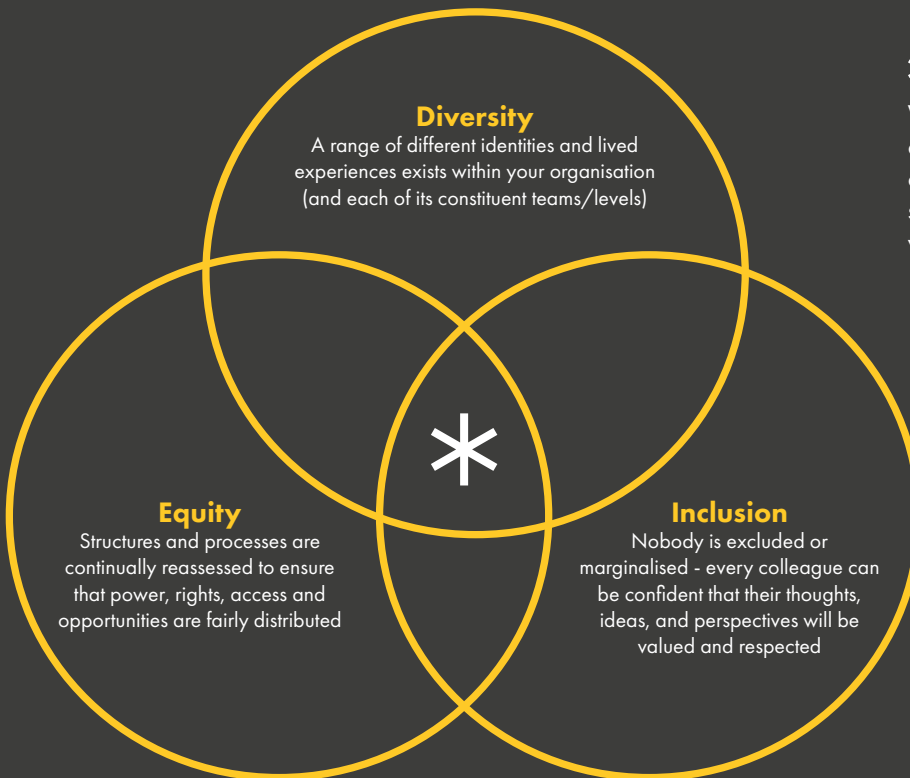 Diversity
A range of different identities and lived
experiences exists within your organisation
(and each of its constituent teams/levels)
*
Equity
Structures and processes are
continually reassessed to ensure
that power, rights, access and
opportunities are fairly distributed
Inclusion
Nobody is excluded or
marginalised - every colleague can
be confident that their thoughts,
ideas, and perspectives will be
valued and respected